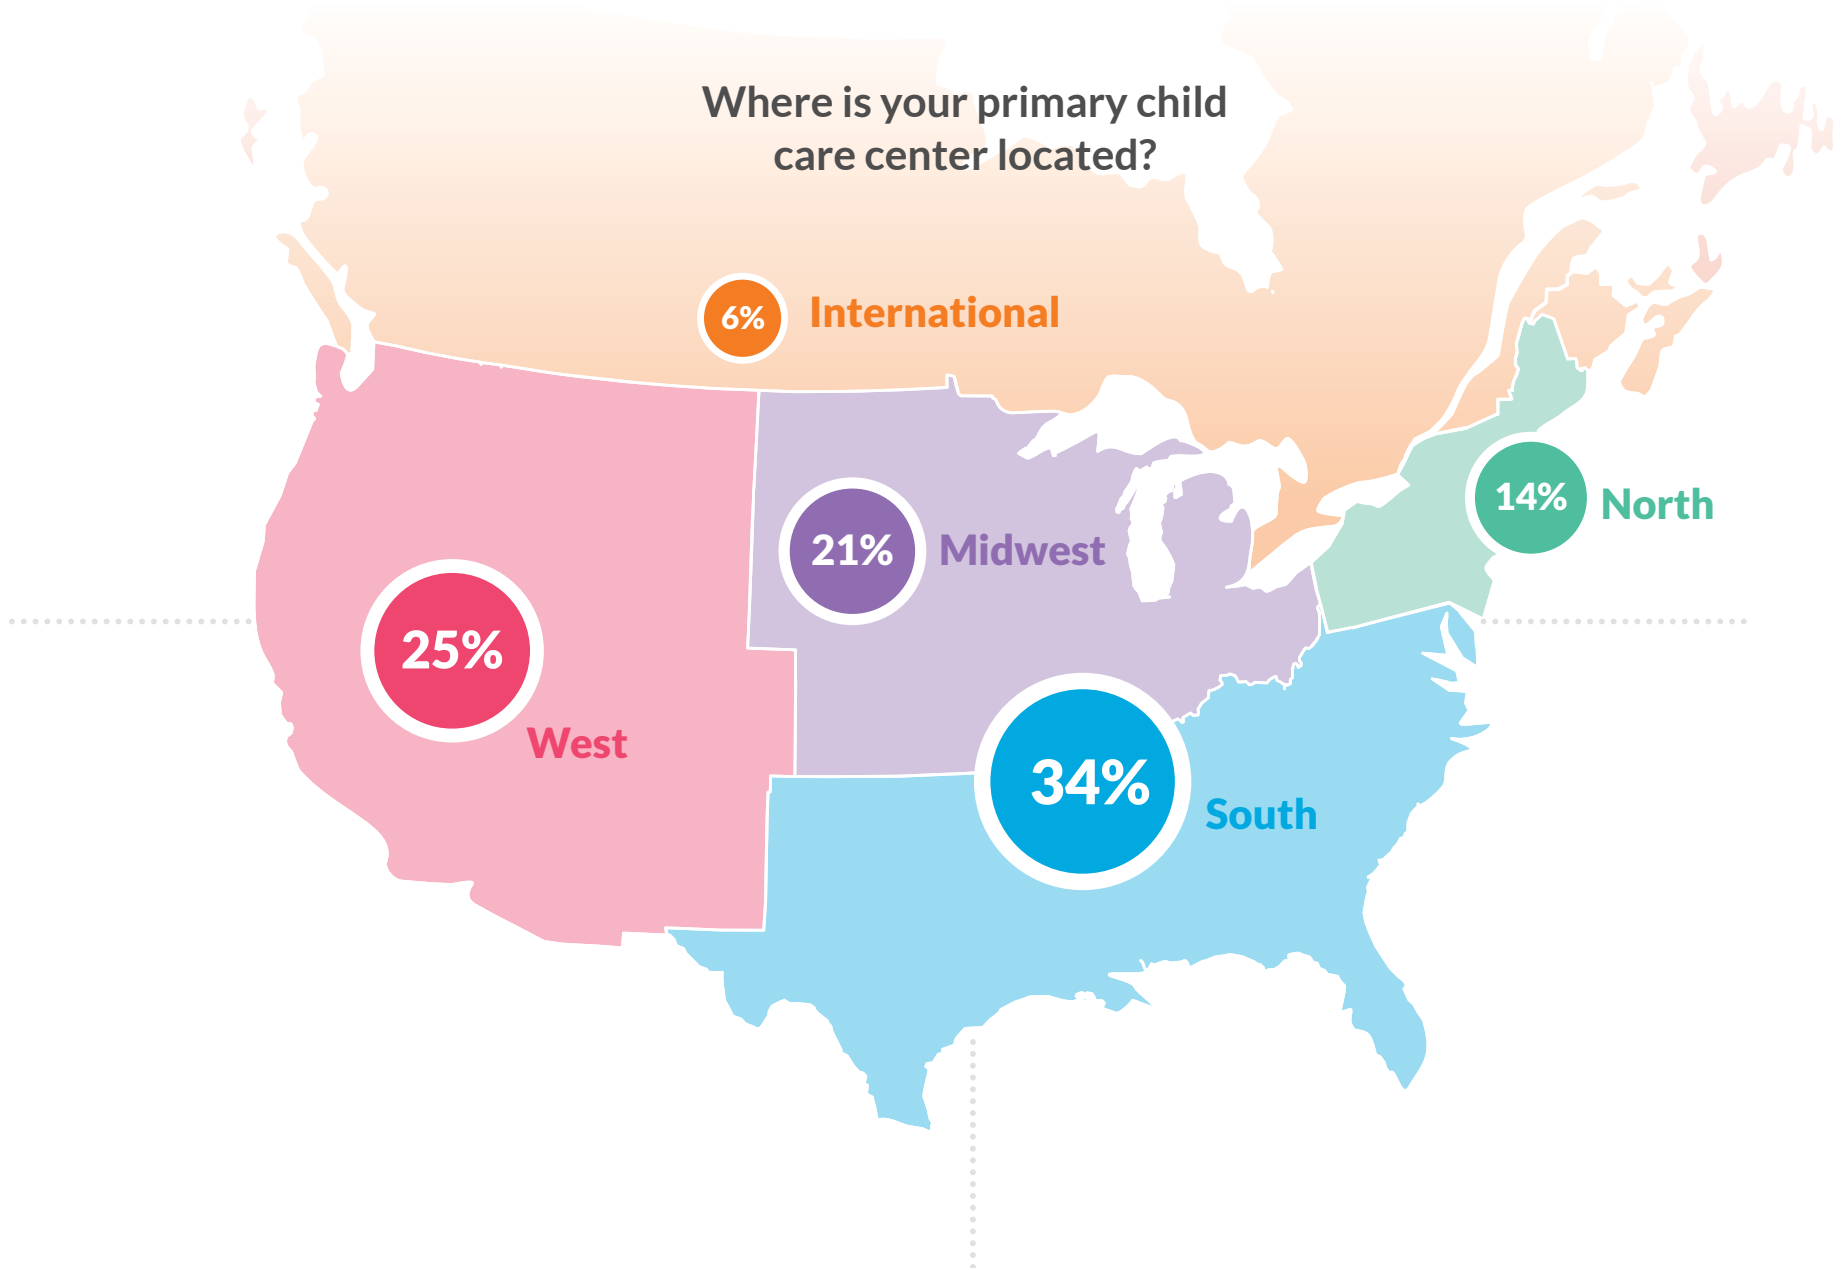 Where is your primary child
care center located?
6% International
14% North
21% Midwest
25%
West
34% South